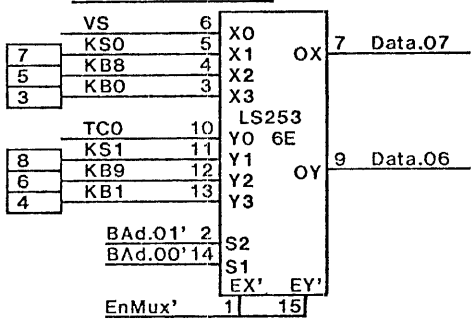 VS 6 X0
7 KS0 5 X1 OX 7 Data.07
5 KB8 4 X2
3 KB0 3 X3
LS253
TC0 10 Y0 6E
8 KS1 11 Y1
6 KB9 12 Y2 OY 9 Data.06
4 KB1 13 Y3
BAd.01' 2 S2
BAd.00' 14 S1
EX' EY'
EnMux' 1 15